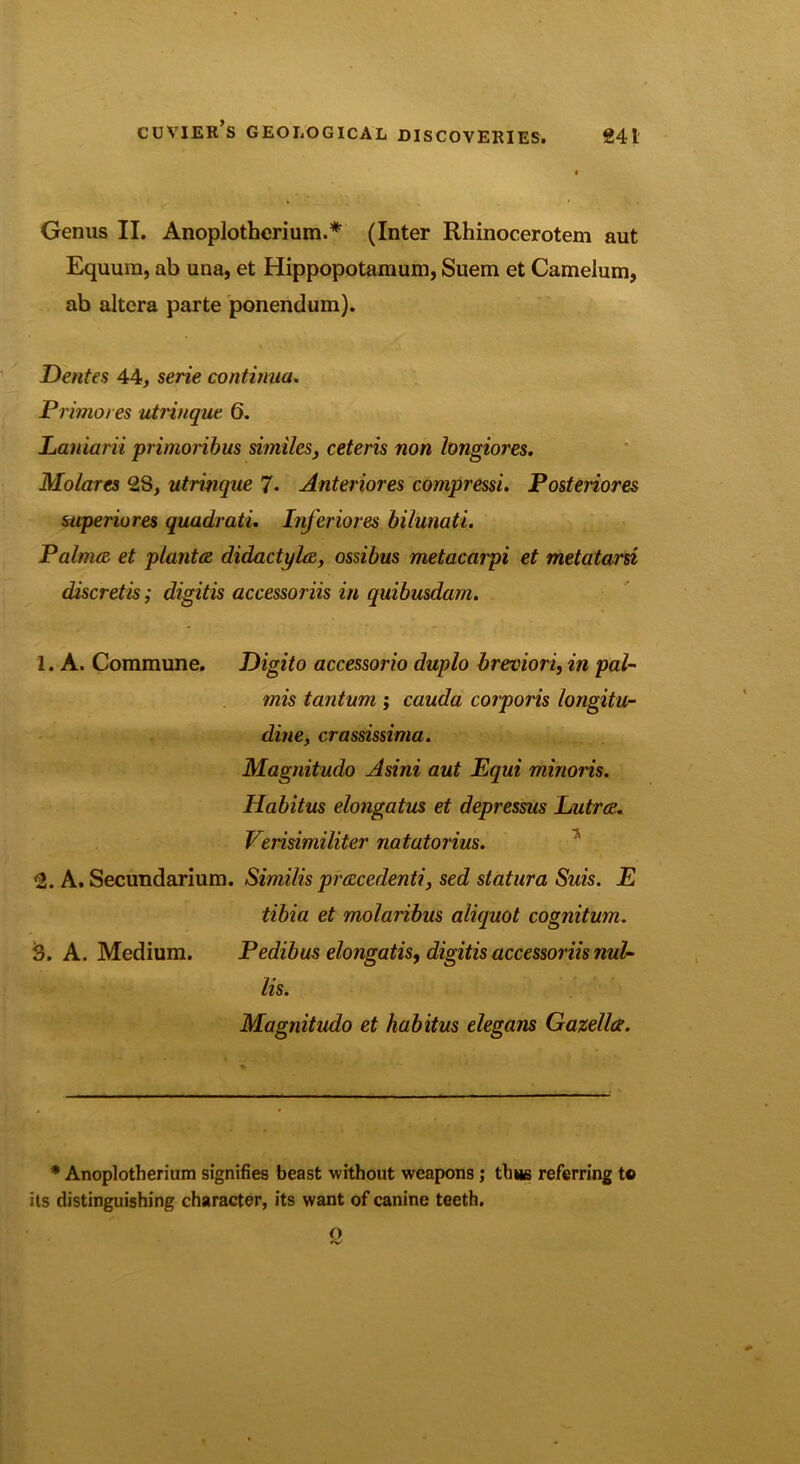 CUVIER'S GEOLOGICAL DISCOVERIES. 241
Genus II. Anoplotherium.* (Inter Rhinocerotem aut
Equum, ab una, et Hippopotamum, Suem et Camelum,
ab altera parte ponendum).
Dentes 44, serie continua.
Primores utrinque 6.
Laniarii primoribus similes, ceteris non longiores.
Molares 28, utrinque 7. Anteriores compressi. Posteriores
superiores quadrati. Inferiores bilunati.
Palmæ et plantæ didactylæ, ossibus metacarpi et metatarsi
discretis; digitis accessoriis in quibusdam.
1. A. Commune. Digito accessorio duplo breviori, in pal-
mis tantum; cauda corporis longitu-
dine, crassissima.
Magnitudo Asini aut Equi minoris.
Habitus elongatus et depressus Lutræ.
Verisimiliter natatorius.
2. A. Secundarium. Similis præcedenti, sed statura Suis. E
tibia et molaribus aliquot cognitum.
3. A. Medium. Pedibus elongatis, digitis accessoriis nul-
lis.
Magnitudo et habitus elegans Gazellæ.
* Anoplotherium signifies beast without weapons; thus referring to
its distinguishing character, its want of canine teeth.
2